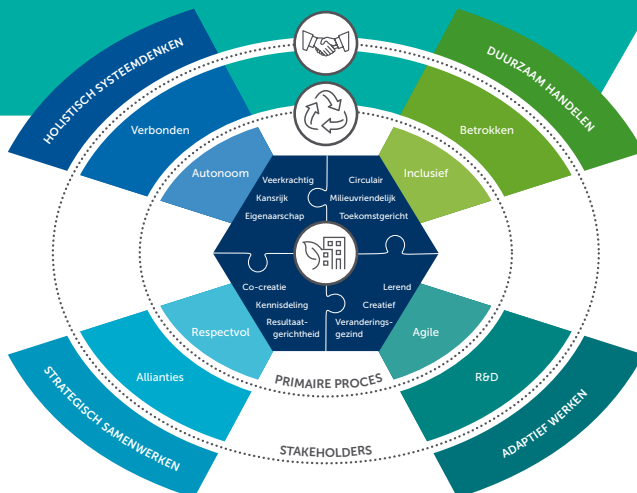 HOLISTISCH SYSTEEMDENKEN
DUURZAAM HANDELEN
Verbonden
Betrokken
Autonoom
Inclusief
Veerkrachtig
Kansrijk
Eigenaarschap
Circulair
Milieuvriendelijk
Toekomstgericht
Co-creatie
Kennisdeling
Resultaat-
gerichtheid
Lerend
Creatief
Veranderings-
gezind
Respectvol
Agile
Allianties
R&D
PRIMAIRE PROCES
STAKEHOLDERS
STRATEGISCH SAMENWERKEN
ADAPTIEF WERKEN